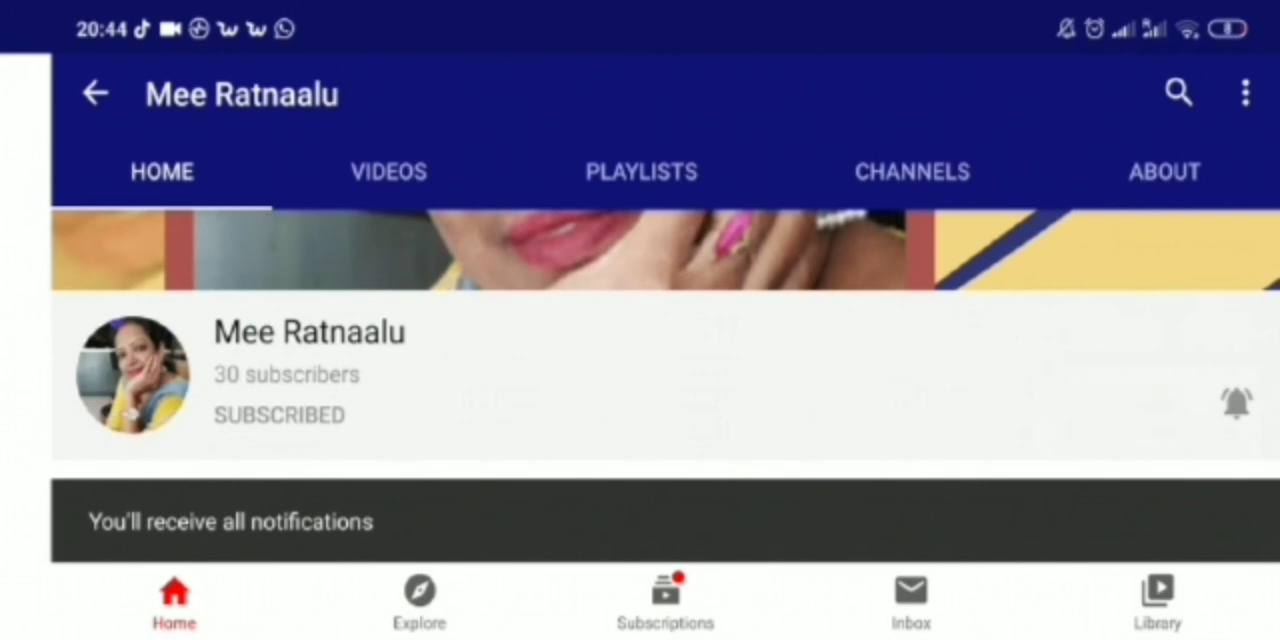 20:44
Mee Ratnaalu
HOME VIDEOS PLAYLISTS CHANNELS ABOUT
Mee Ratnaalu
30 subscribers
SUBSCRIBED
You'll receive all notifications
Home Explore Subscriptions Inbox Library